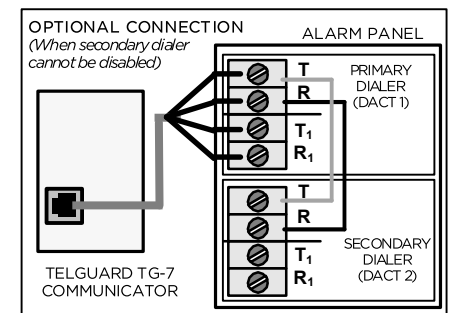 OPTIONAL CONNECTION
(When secondary dialer
cannot be disabled)
ALARM PANEL
T
R
T1
R1
PRIMARY
DIALER
(DACT 1)
T
R
T1
R1
SECONDARY
DIALER
(DACT 2)
TELGUARD TG-7
COMMUNICATOR